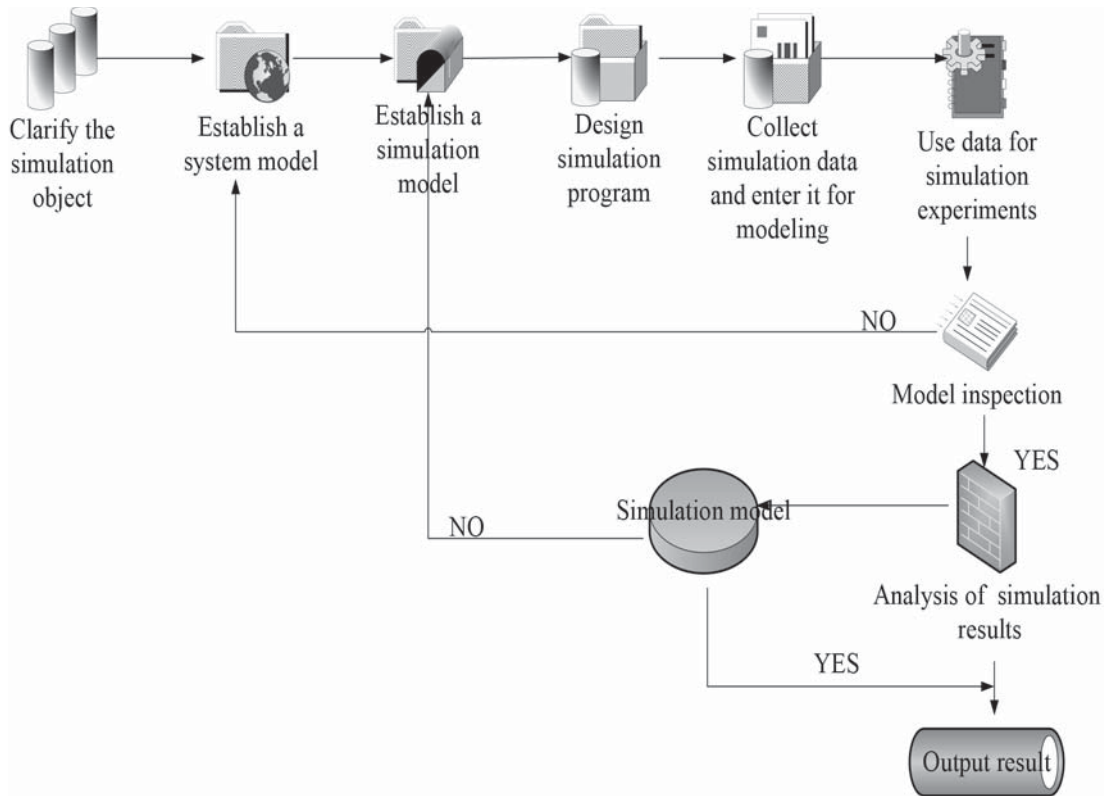 Clarify the
simulation
object
Establish a
system model
Establish a
simulation
model
Design
simulation
program
Collect
simulation data
and enter it for
modeling
Use data for
simulation
experiments
NO
Model inspection
YES
Simulation model
NO
Analysis of simulation
results
YES
Output result